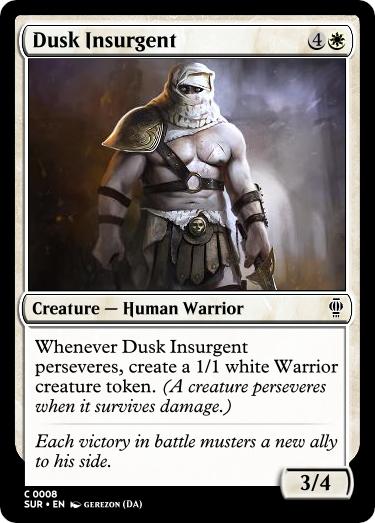 Dusk Insurgent 4
Creature — Human Warrior
Whenever Dusk Insurgent
perseveres, create a 1/1 white Warrior
creature token. (A creature perseveres
when it survives damage.)
Each victory in battle musters a new ally
to his side.
3/4
C 0008
SUR • EN GEREZON (DA)